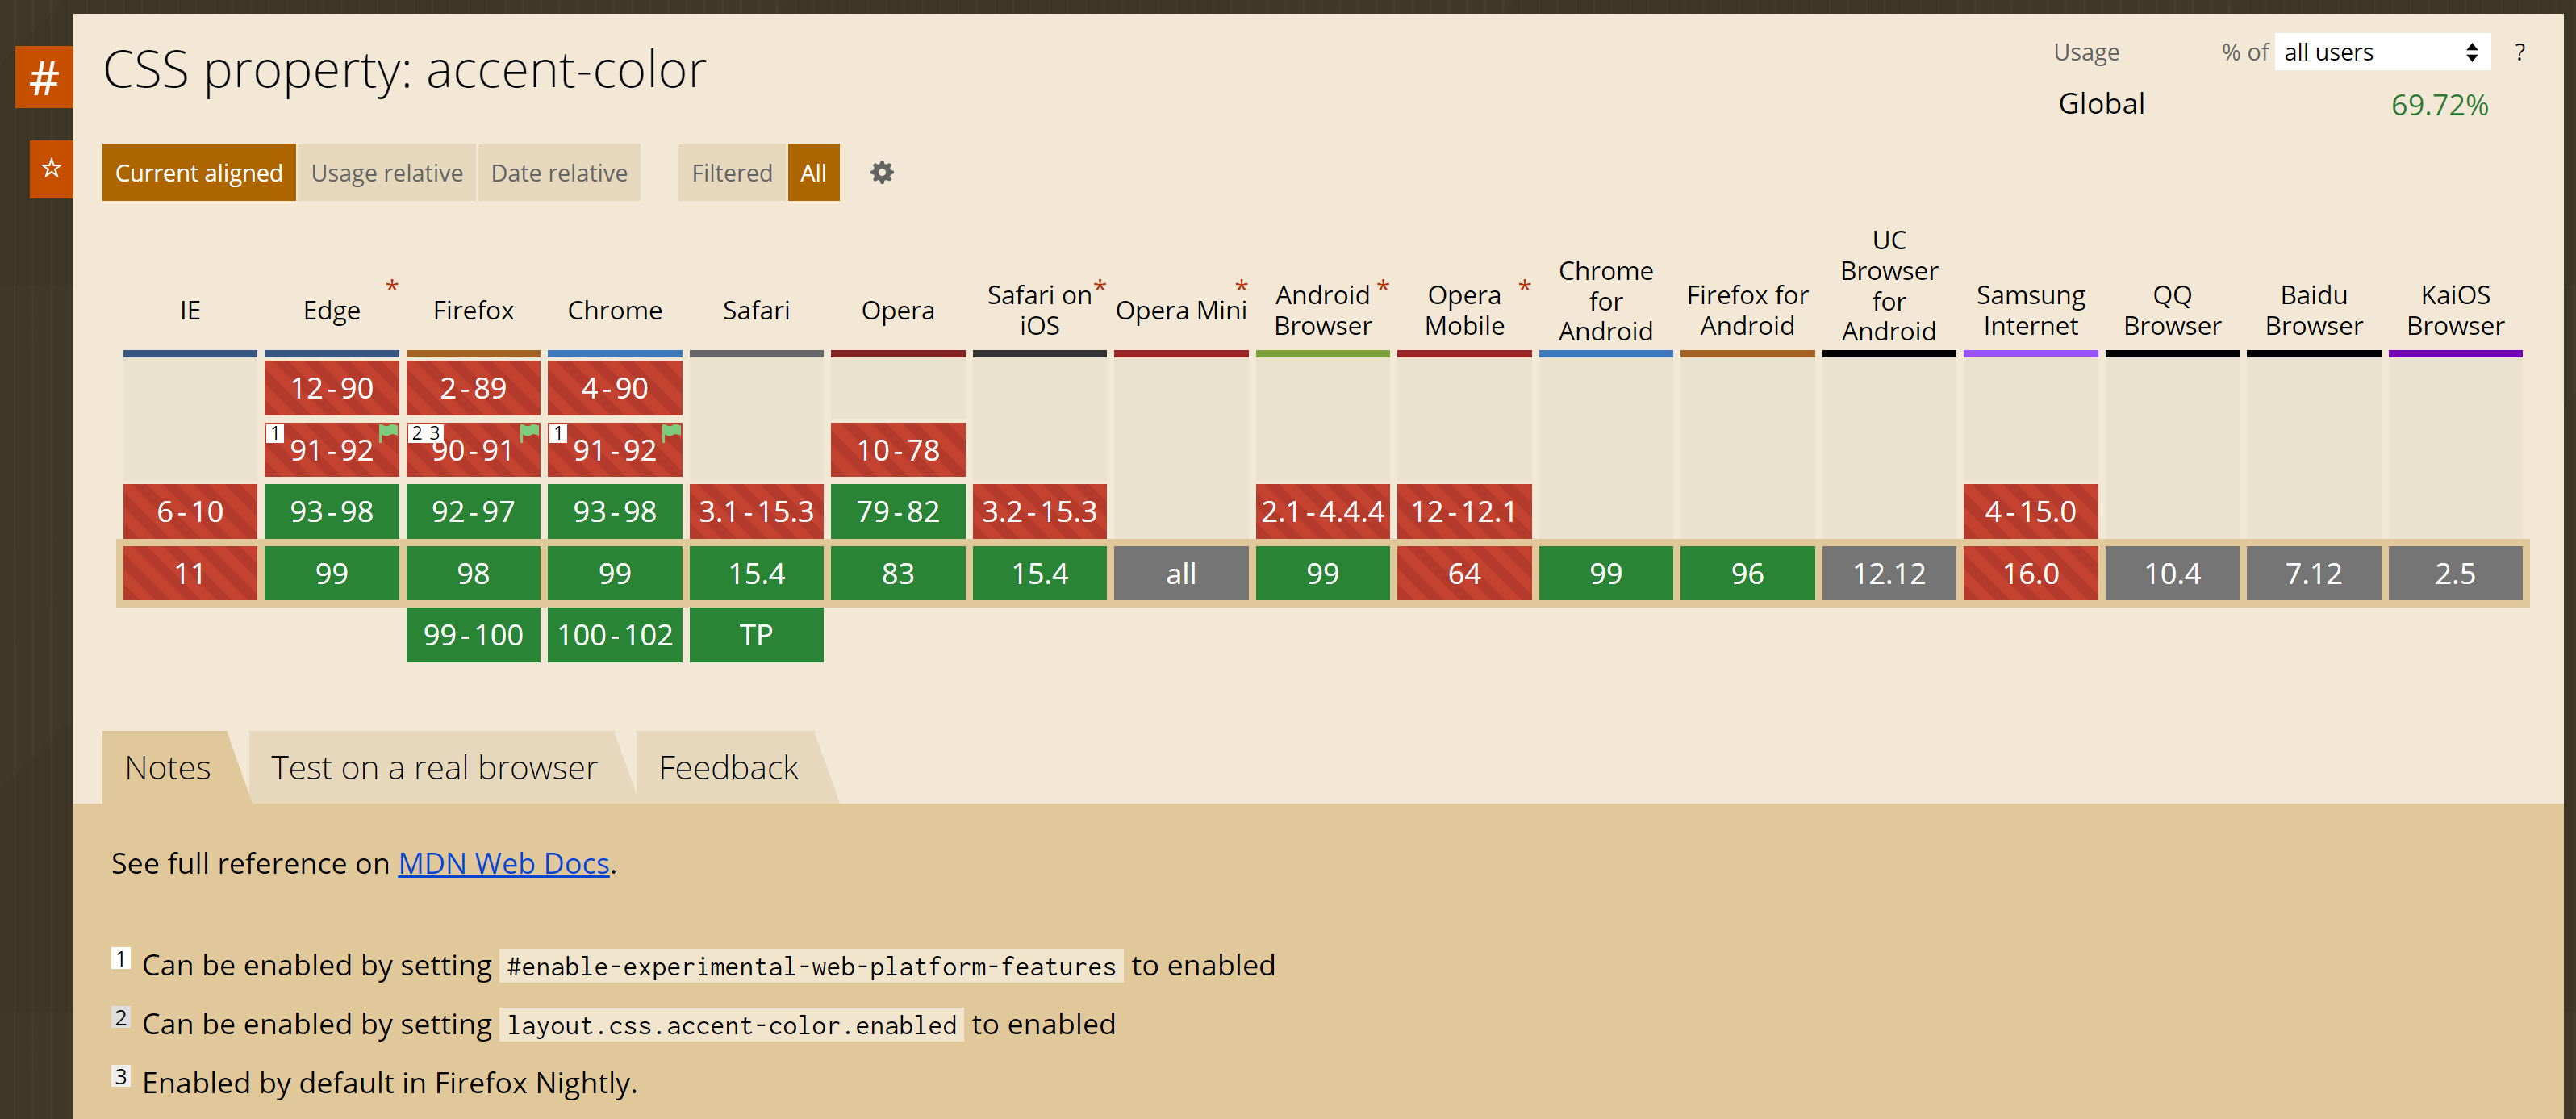 #
CSS property: accent-color
Usage % of all users ?
Global 69.72%
☆
Current aligned Usage relative Date relative Filtered All
IE Edge * Firefox Chrome Safari Opera Safari on iOS * Opera Mini * Android Browser * Opera Mobile * Chrome for Android Firefox for Android UC Browser for Android Samsung Internet QQ Browser Baidu Browser KaiOS Browser
12-90 2-89 4-90
1 91-92 2 3 90-91 1 91-92 10-78
6-10 93-98 92-97 93-98 3.1-15.3 79-82 3.2-15.3 2.1-4.4.4 12-12.1 4-15.0
11 99 98 99 15.4 83 15.4 all 99 64 99 96 12.12 16.0 10.4 7.12 2.5
99-100 100-102 TP
Notes Test on a real browser Feedback
See full reference on MDN Web Docs.
1 Can be enabled by setting #enable-experimental-web-platform-features to enabled
2 Can be enabled by setting layout.css.accent-color.enabled to enabled
3 Enabled by default in Firefox Nightly.